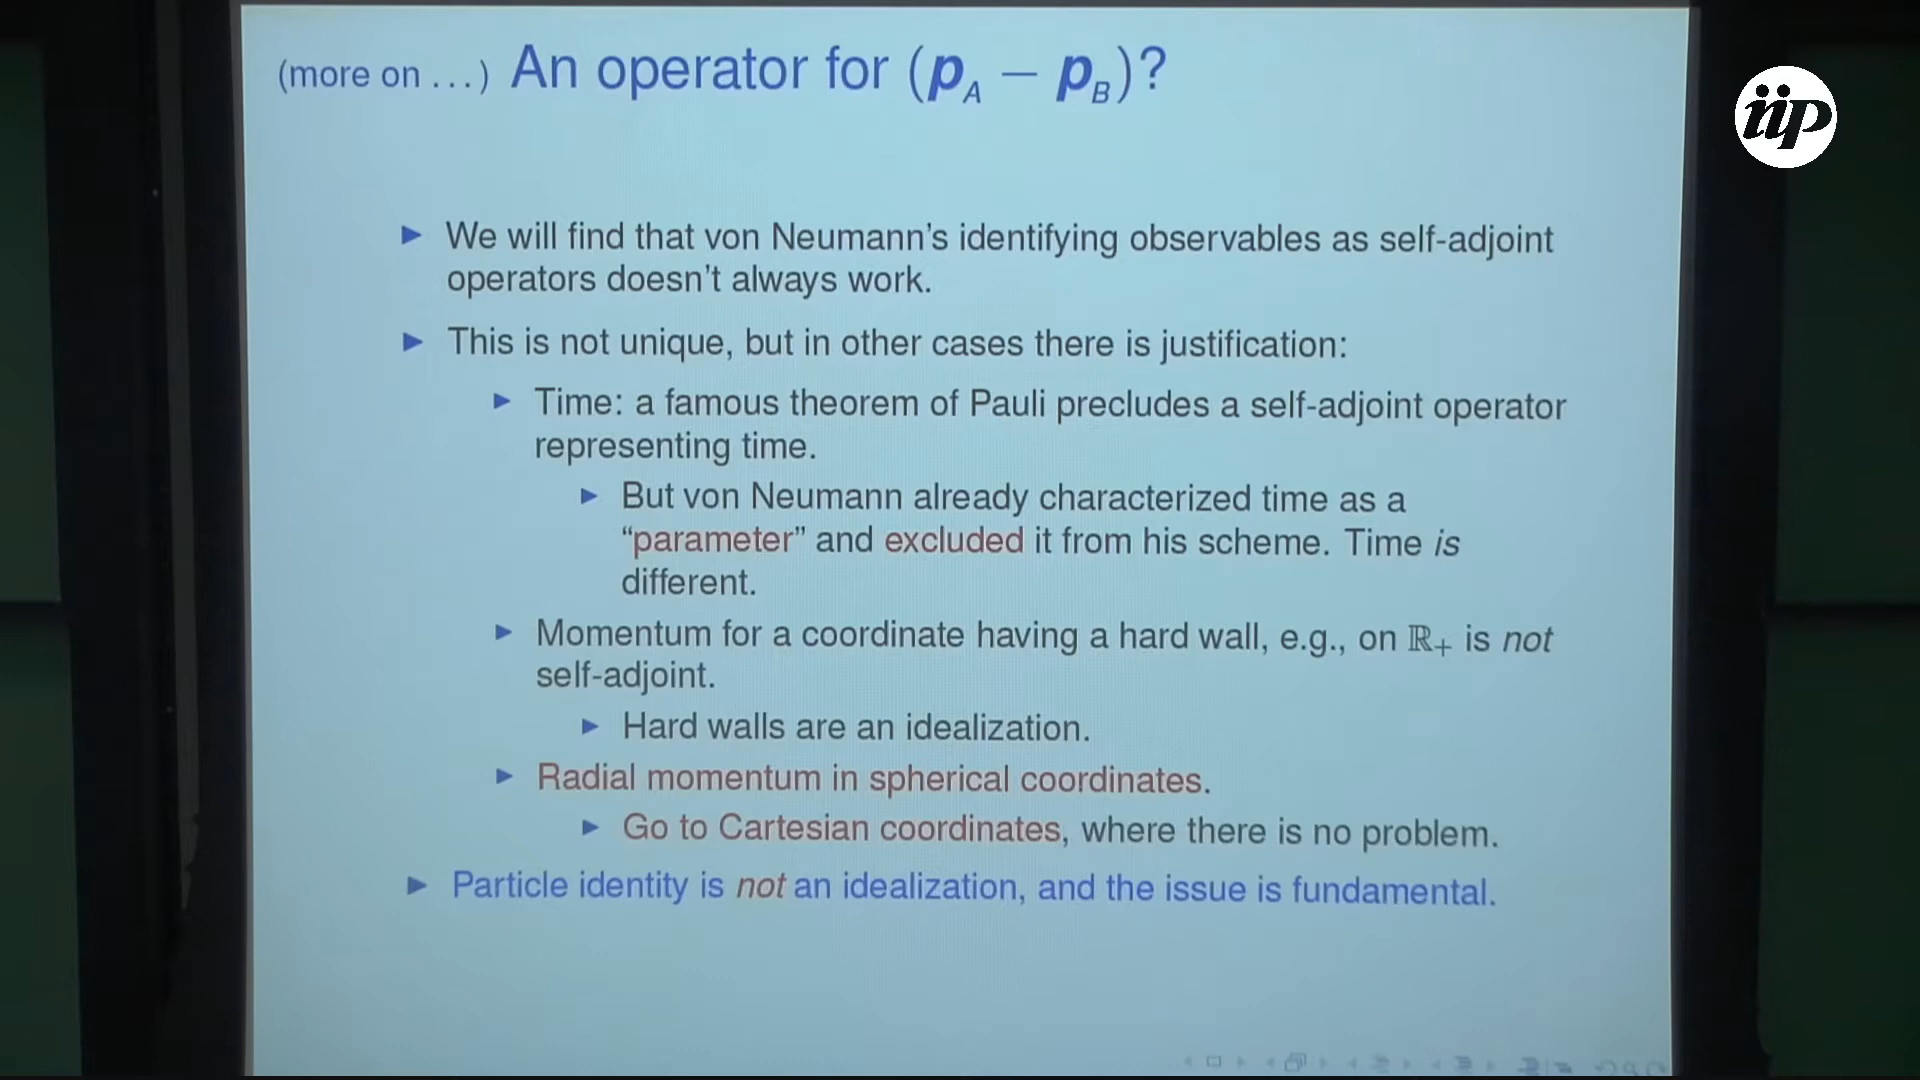 (more on ...) An operator for (p_A − p_B)?
iip
▶ We will find that von Neumann's identifying observables as self-adjoint
operators doesn't always work.
▶ This is not unique, but in other cases there is justification:
▶ Time: a famous theorem of Pauli precludes a self-adjoint operator
representing time.
▶ But von Neumann already characterized time as a
“parameter” and excluded it from his scheme. Time is
different.
▶ Momentum for a coordinate having a hard wall, e.g., on ℝ₊ is not
self-adjoint.
▶ Hard walls are an idealization.
▶ Radial momentum in spherical coordinates.
▶ Go to Cartesian coordinates, where there is no problem.
▶ Particle identity is not an idealization, and the issue is fundamental.